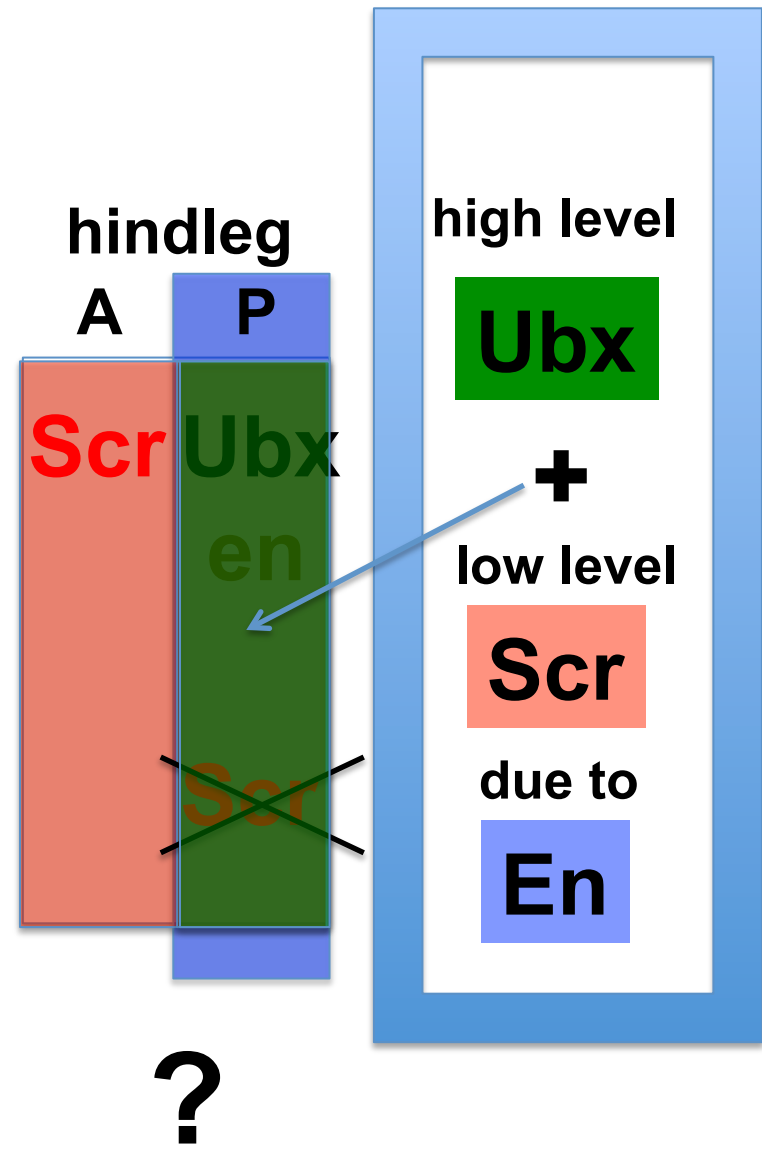 hindleg
A P
Scr Ubx
en
Scr
?
high level
Ubx
+
low level
Scr
due to
En